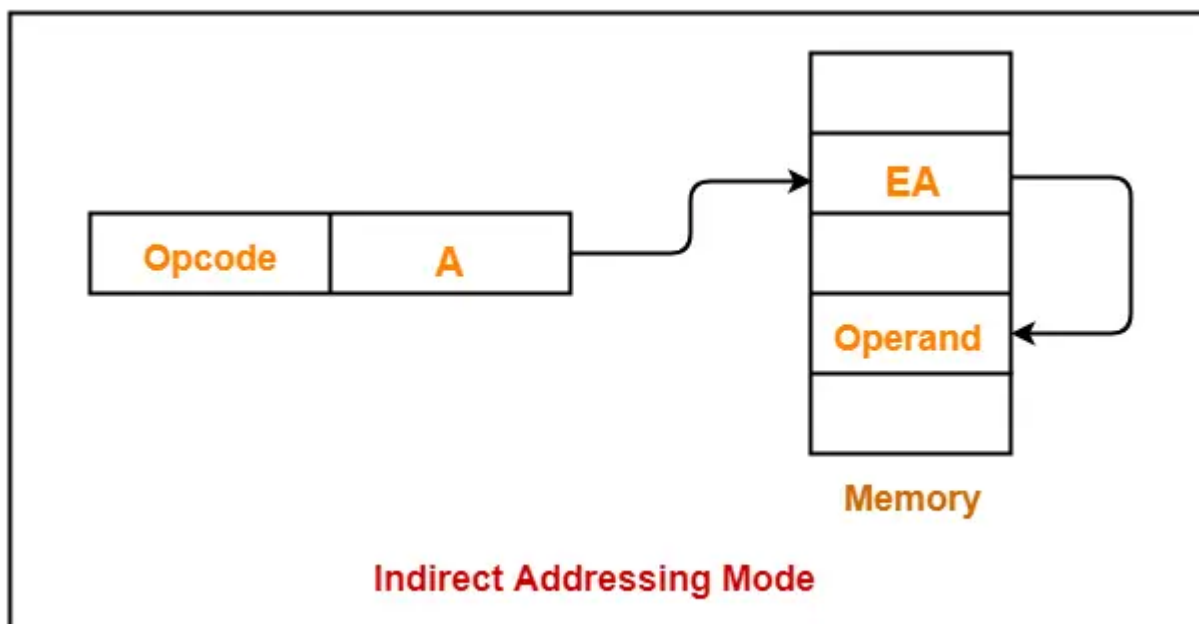 EA
Opcode A
Operand
Memory
Indirect Addressing Mode